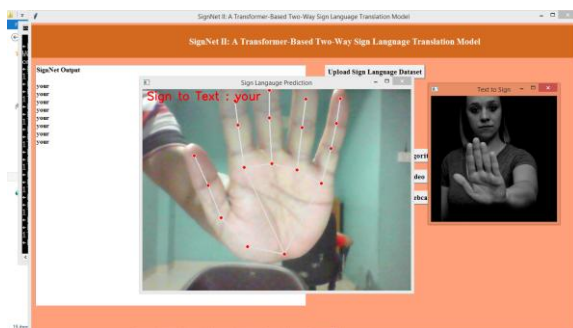 SignNet II: A Transformer-Based Two-Way Sign Language Translation Model
SignNet II: A Transformer-Based Two-Way Sign Language Translation Model
SignNet Output
Upload Sign Language Dataset
your
your
your
your
your
your
your
your
Sign Langauge Prediction
Sign to Text : your
Text to Sign